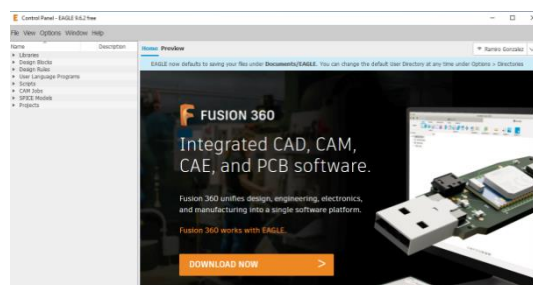 Control Panel - EAGLE 9.6.2 free
File View Options Window Help
Name Description
Libraries
Design Blocks
Design Rules
User Language Programs
Scripts
CAM Jobs
SPICE Models
Projects
Home Preview
Ramiro Gonzalez
EAGLE now defaults to saving your files under Documents/EAGLE. You can change the default User Directory at any time under Options > Directories
FUSION 360
Integrated CAD, CAM,
CAE, and PCB software.
Fusion 360 unifies design, engineering, electronics,
and manufacturing into a single software platform.
Fusion 360 works with EAGLE.
DOWNLOAD NOW >